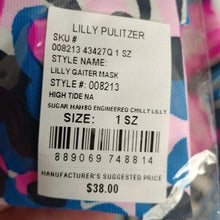 LILLY PULITZER
SKU #
008213 43427Q 1 SZ
STYLE NAME:
LILLY GAITER MASK
STYLE #: 008213
HIGH TIDE NA
SUGAR HAH80 ENGINEERED CHILLY LILLY
SIZE: 1 SZ
889069 748814
MANUFACTURER'S SUGGESTED PRICE
$38.00